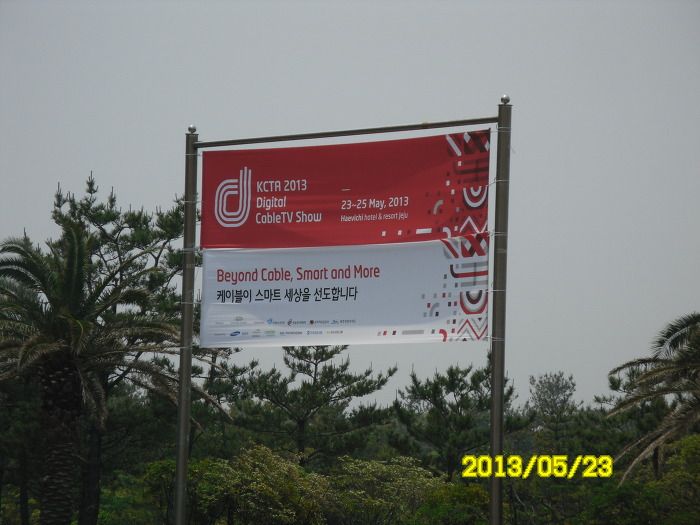 KCTA 2013
Digital
CableTV Show
23-25 May, 2013
Haevichi hotel & resort jeju
Beyond Cable, Smart and More
케이블이 스마트 세상을 선도합니다
2013/05/23